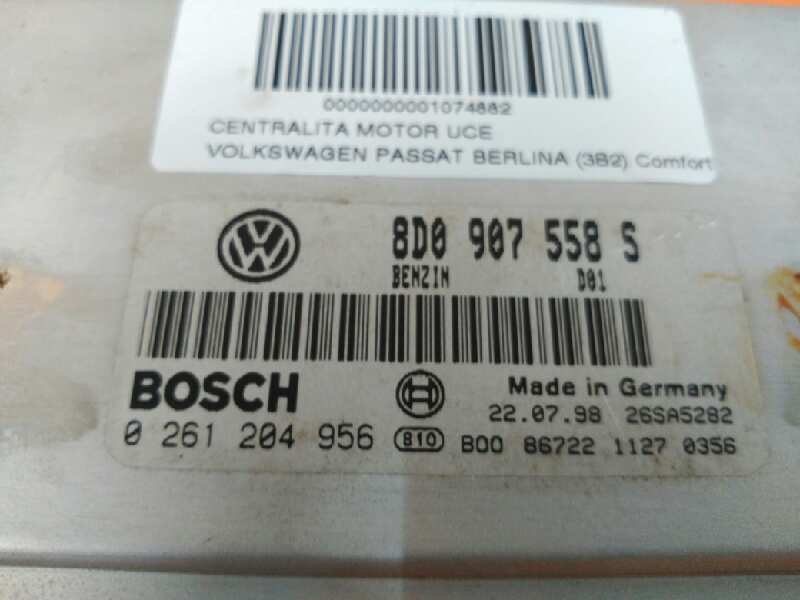 0000000001074882
CENTRALITA MOTOR UCE
VOLKSWAGEN PASSAT BERLINA (3B2) Comfort
8D0 907 558 S
BENZIN D01
BOSCH Made in Germany
22.07.98 26SA5282
0 261 204 956 810 B00 86722 1127 0356